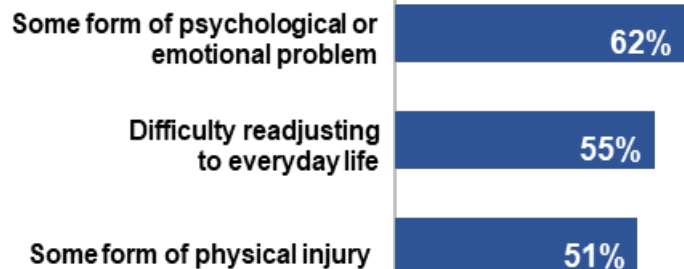 Some form of psychological or
emotional problem
62%
Difficulty readjusting
to everyday life
55%
Some form of physical injury
51%